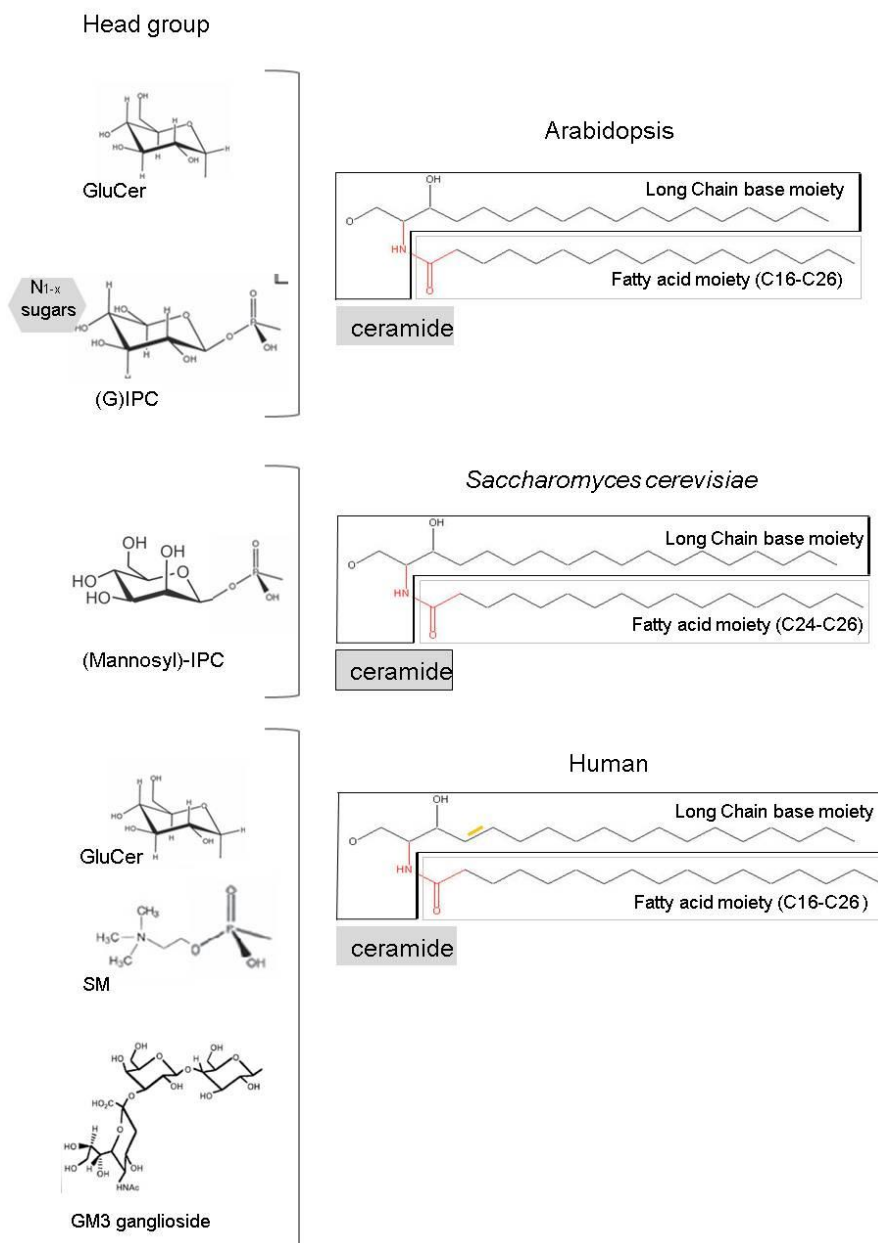 Head group
GluCer
N1-x
sugars
(G)IPC
Arabidopsis
OH
Long Chain base moiety
O
HN
Fatty acid moiety (C16-C26)
O
ceramide
(Mannosyl)-IPC
Saccharomyces cerevisiae
OH
Long Chain base moiety
O
HN
Fatty acid moiety (C24-C26)
O
ceramide
GluCer
SM
GM3 ganglioside
Human
OH
Long Chain base moiety
O
HN
Fatty acid moiety (C16-C26)
O
ceramide